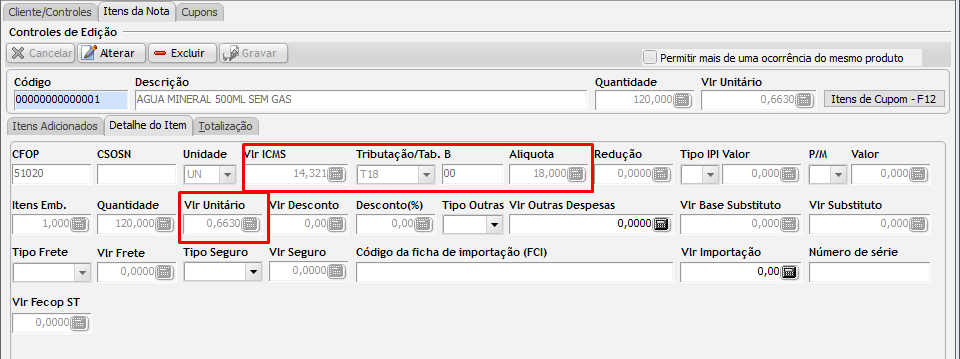 Cliente/Controles Itens da Nota Cupons
Controles de Edição
Cancelar Alterar Excluir Gravar Permitir mais de uma ocorrência do mesmo produto
Código Descrição Quantidade Vlr Unitário
00000000000001 AGUA MINERAL 500ML SEM GAS 120,000 0,6630 Itens de Cupom - F12
Itens Adicionados Detalhe do Item Totalização
CFOP CSOSN Unidade Vlr ICMS Tributação/Tab. B Aliquota Redução Tipo IPI Valor P/M Valor
51020 UN 14,321 T18 00 18,000 0,0000 0,0000 0,0000
Itens Emb. Quantidade Vlr Unitário Vlr Desconto Desconto(%) Tipo Outras Vlr Outras Despesas Vlr Base Substituto Vlr Substituto
1,000 120,000 0,6630 0,00 0,00 0,0000 0,0000 0,0000
Tipo Frete Vlr Frete Tipo Seguro Vlr Seguro Código da ficha de importação (FCI) Vlr Importação Número de série
0,0000 0,0000 0,00
Vlr Fecop ST
0,0000